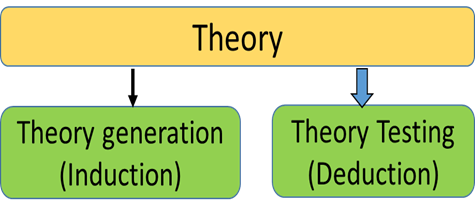 Theory
Theory generation
(Induction)
Theory Testing
(Deduction)